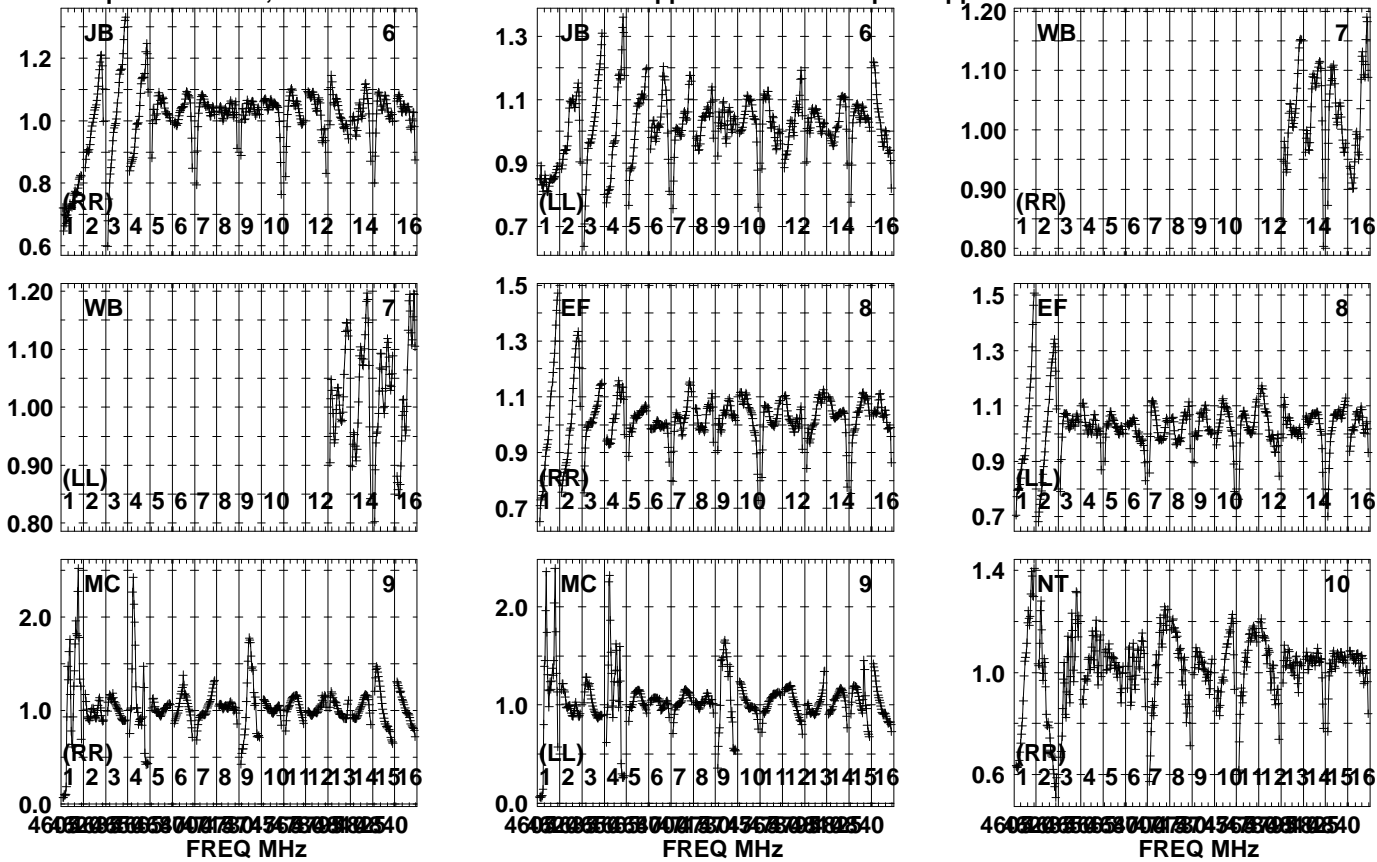 JB 6
1.2
1.0
0.8
0.6
(RR)
1 2 3 4 5 6 7 8 9 10 12 14 16
JB 6
1.3
1.1
0.9
0.7
(LL)
1 2 3 4 5 6 7 8 9 10 12 14 16
WB 7
1.20
1.10
1.00
0.90
0.80
(RR)
1 2 3 4 5 6 7 8 9 10 12 14 16
WB 7
1.20
1.10
1.00
0.90
0.80
(LL)
1 2 3 4 5 6 7 8 9 10 12 14 16
EF 8
1.5
1.3
1.1
0.9
0.7
(RR)
1 2 3 4 5 6 7 8 9 10 12 14 16
EF 8
1.5
1.3
1.1
0.9
0.7
(LL)
1 2 3 4 5 6 7 8 9 10 12 14 16
MC 9
2.0
1.0
0.0
(RR)
1 2 3 4 5 6 7 8 9 10 11 12 13 14 15 16
FREQ MHz
MC 9
2.0
1.0
0.0
(LL)
1 2 3 4 5 6 7 8 9 10 11 12 13 14 15 16
FREQ MHz
NT 10
1.4
1.0
0.6
(RR)
1 2 3 4 5 6 7 8 9 10 11 12 13 14 15 16
FREQ MHz